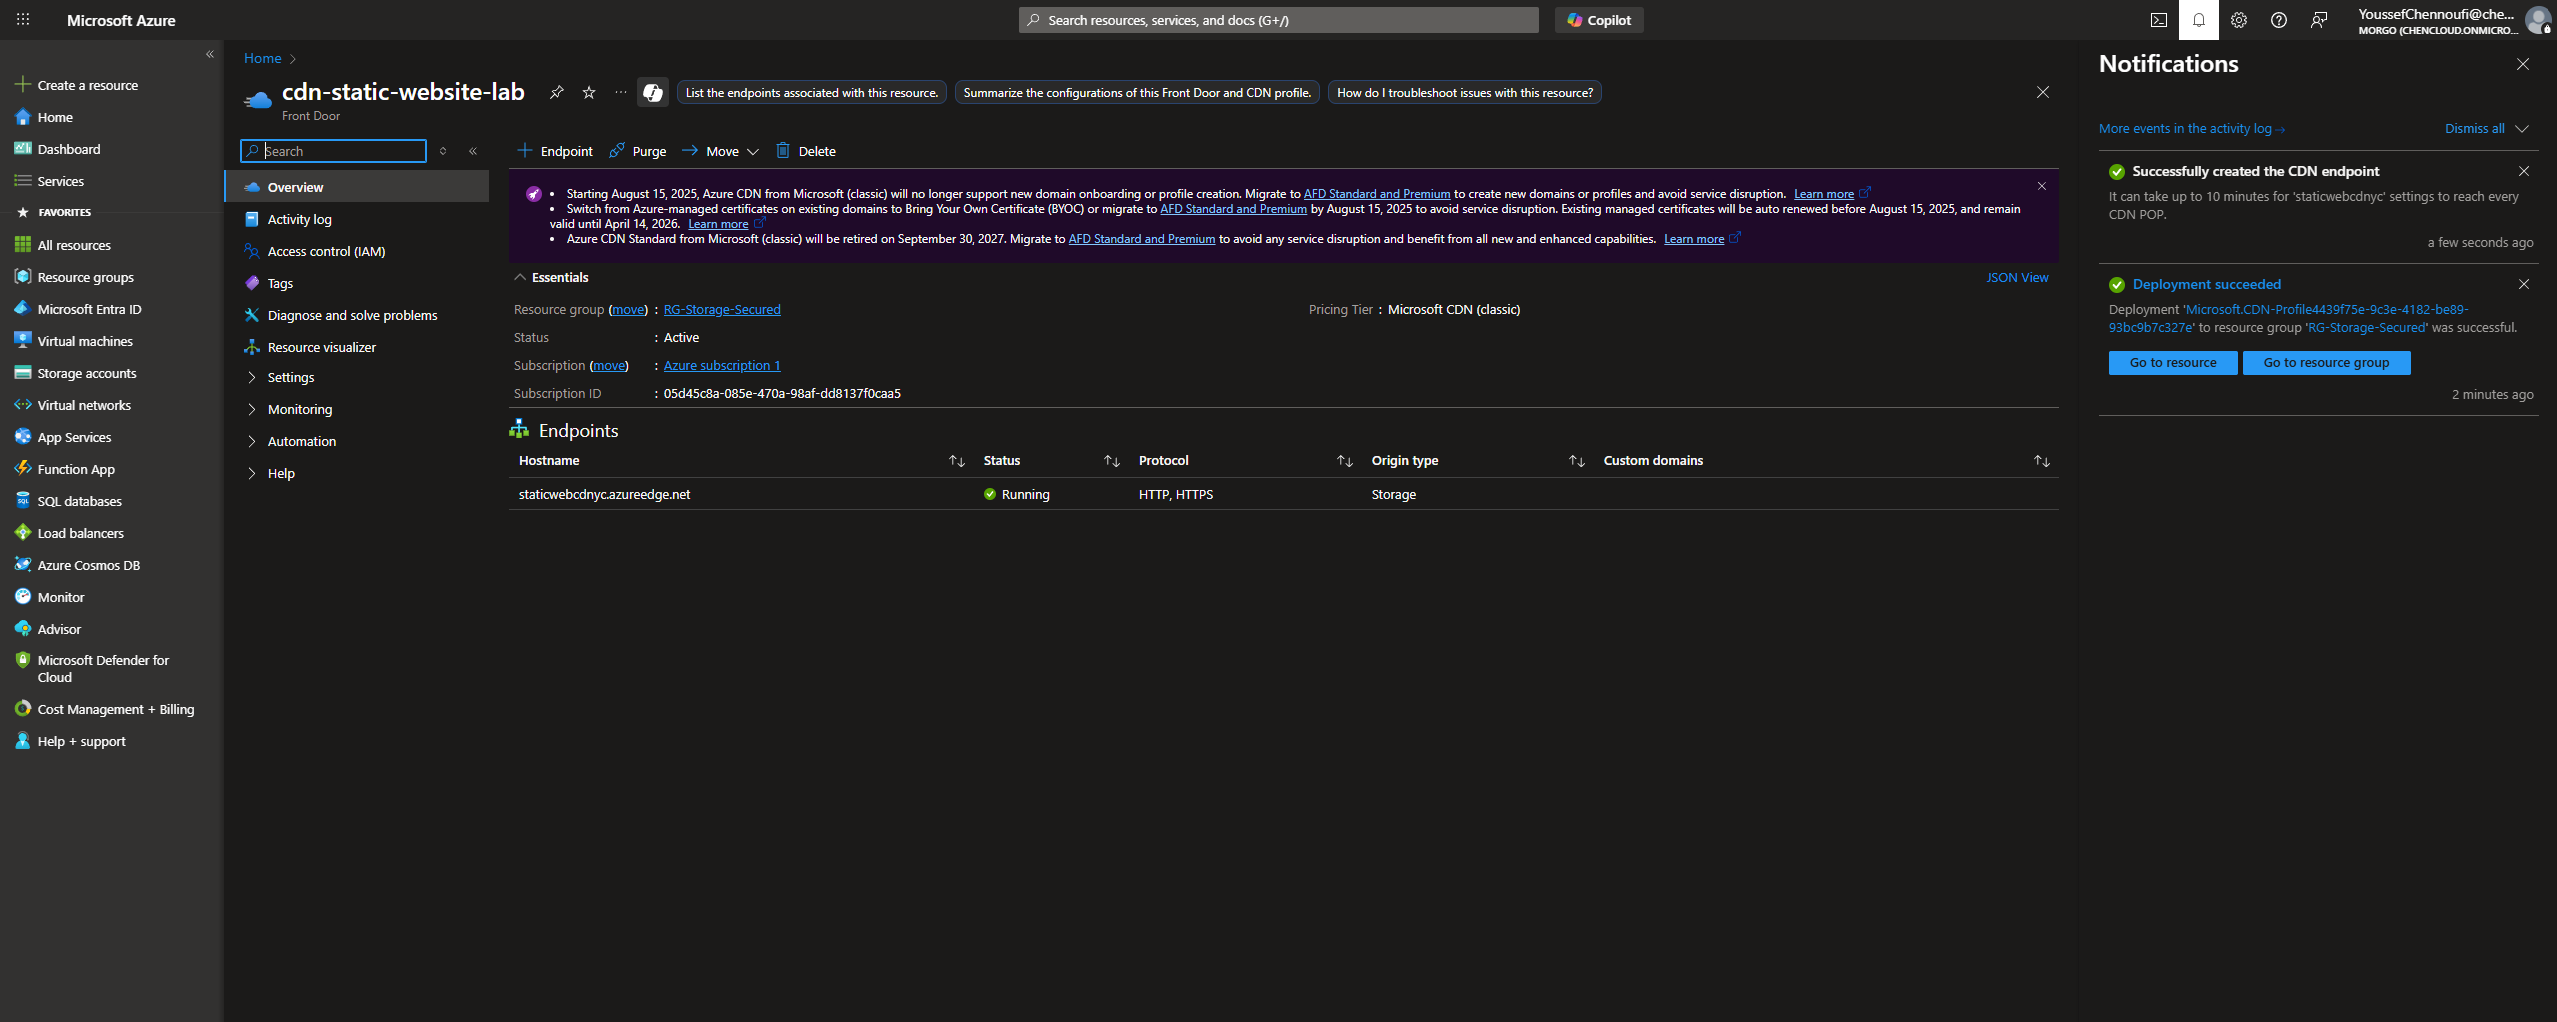 Microsoft Azure
Search resources, services, and docs (G+/)
Copilot
YoussefChennoufi@che...
MORGO (CHENCLOUD.ONMICRO...
Create a resource
Home
Dashboard
Services
FAVORITES
All resources
Resource groups
Microsoft Entra ID
Virtual machines
Storage accounts
Virtual networks
App Services
Function App
SQL databases
Load balancers
Azure Cosmos DB
Monitor
Advisor
Microsoft Defender for
Cloud
Cost Management + Billing
Help + support
Home
cdn-static-website-lab
Front Door
List the endpoints associated with this resource.
Summarize the configurations of this Front Door and CDN profile.
How do I troubleshoot issues with this resource?
Search
Overview
Activity log
Access control (IAM)
Tags
Diagnose and solve problems
Resource visualizer
Settings
Monitoring
Automation
Help
Endpoint
Purge
Move
Delete
• Starting August 15, 2025, Azure CDN from Microsoft (classic) will no longer support new domain onboarding or profile creation. Migrate to AFD Standard and Premium to create new domains or profiles and avoid service disruption. Learn more
• Switch from Azure-managed certificates on existing domains to Bring Your Own Certificate (BYOC) or migrate to AFD Standard and Premium by August 15, 2025 to avoid service disruption. Existing managed certificates will be auto renewed before August 15, 2025, and remain
valid until April 14, 2026. Learn more
• Azure CDN Standard from Microsoft (classic) will be retired on September 30, 2027. Migrate to AFD Standard and Premium to avoid any service disruption and benefit from all new and enhanced capabilities. Learn more
Essentials
JSON View
Resource group (move) : RG-Storage-Secured
Pricing Tier : Microsoft CDN (classic)
Status : Active
Subscription (move) : Azure subscription 1
Subscription ID : 05d45c8a-085e-470a-98af-dd8137f0caa5
Endpoints
Hostname Status Protocol Origin type Custom domains
staticwebcdnyc.azureedge.net Running HTTP, HTTPS Storage
Notifications
More events in the activity log →
Dismiss all
Successfully created the CDN endpoint
It can take up to 10 minutes for 'staticwebcdnyc' settings to reach every
CDN POP.
a few seconds ago
Deployment succeeded
Deployment 'Microsoft.CDN-Profile4439f75e-9c3e-4182-be89-
93bc9b7c327e' to resource group 'RG-Storage-Secured' was successful.
Go to resource
Go to resource group
2 minutes ago